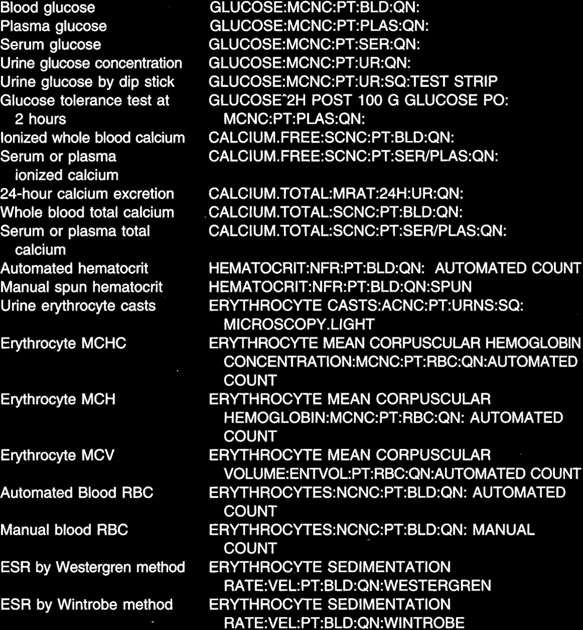 Blood glucose GLUCOSE:MCNC:PT:BLD:QN:
Plasma glucose GLUCOSE:MCNC:PT:PLAS:QN:
Serum glucose GLUCOSE:MCNC:PT:SER:QN:
Urine glucose concentration GLUCOSE:MCNC:PT:UR:QN:
Urine glucose by dip stick GLUCOSE:MCNC:PT:UR:SQ:TEST STRIP
Glucose tolerance test at GLUCOSE^2H POST 100 G GLUCOSE PO:
2 hours MCNC:PT:PLAS:QN:
Ionized whole blood calcium CALCIUM.FREE:SCNC:PT:BLD:QN:
Serum or plasma CALCIUM.FREE:SCNC:PT:SER/PLAS:QN:
ionized calcium
24-hour calcium excretion CALCIUM.TOTAL:MRAT:24H:UR:QN:
Whole blood total calcium CALCIUM.TOTAL:SCNC:PT:BLD:QN:
Serum or plasma total CALCIUM.TOTAL:SCNC:PT:SER/PLAS:QN:
calcium
Automated hematocrit HEMATOCRIT:NFR:PT:BLD:QN: AUTOMATED COUNT
Manual spun hematocrit HEMATOCRIT:NFR:PT:BLD:QN:SPUN
Urine erythrocyte casts ERYTHROCYTE CASTS:ACNC:PT:URNS:SQ:
MICROSCOPY.LIGHT
Erythrocyte MCHC ERYTHROCYTE MEAN CORPUSCULAR HEMOGLOBIN
CONCENTRATION:MCNC:PT:RBC:QN:AUTOMATED
COUNT
Erythrocyte MCH ERYTHROCYTE MEAN CORPUSCULAR
HEMOGLOBIN:MCNC:PT:RBC:QN: AUTOMATED
COUNT
Erythrocyte MCV ERYTHROCYTE MEAN CORPUSCULAR
VOLUME:ENTVOL:PT:RBC:QN:AUTOMATED COUNT
Automated Blood RBC ERYTHROCYTES:NCNC:PT:BLD:QN: AUTOMATED
COUNT
Manual blood RBC ERYTHROCYTES:NCNC:PT:BLD:QN: MANUAL
COUNT
ESR by Westergren method ERYTHROCYTE SEDIMENTATION
RATE:VEL:PT:BLD:QN:WESTERGREN
ESR by Wintrobe method ERYTHROCYTE SEDIMENTATION
RATE:VEL:PT:BLD:QN:WINTROBE